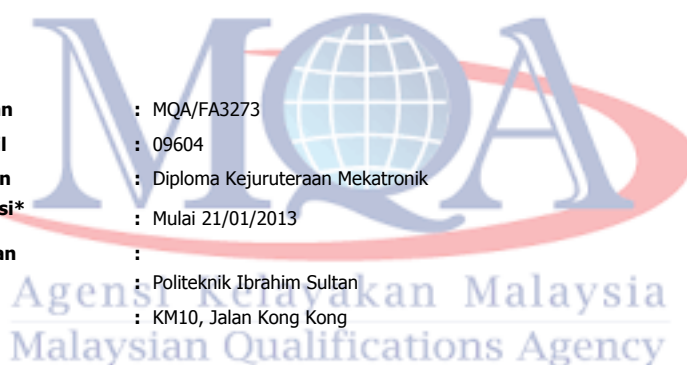 MQA
an : MQA/FA3273
l : 09604
n : Diploma Kejuruteraan Mekatronik
si* : Mulai 21/01/2013
an :
: Politeknik Ibrahim Sultan
Agensi Kelayakan Malaysia
: KM10, Jalan Kong Kong
Malaysian Qualifications Agency